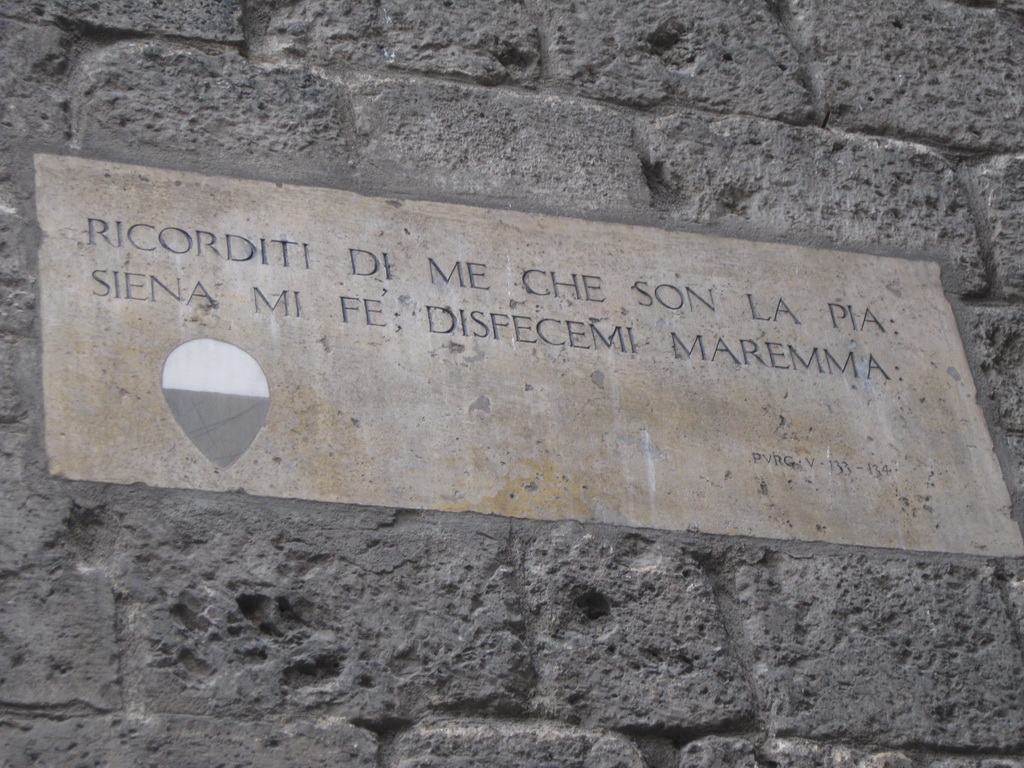 RICORDITI DI ME CHE SON LA PIA:
SIENA MI FE; DISFECEMI MAREMMA:
PVRG. V. 133-134